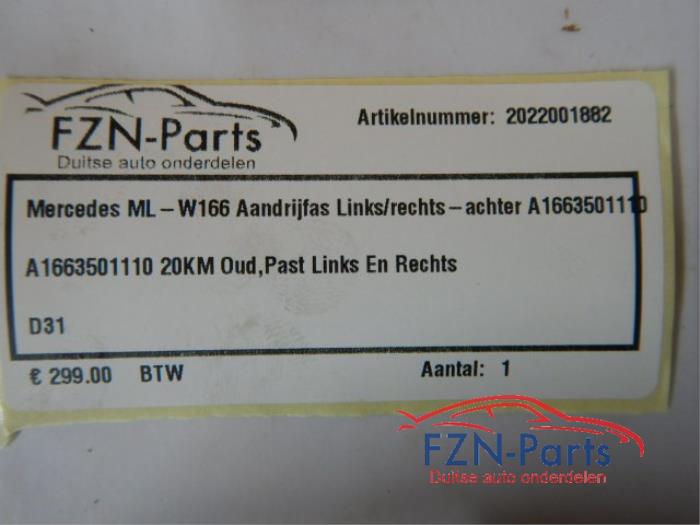 FZN-Parts
Duitse auto onderdelen
Artikelnummer: 2022001882
Mercedes ML – W166 Aandrijfas Links/rechts – achter A1663501110
A1663501110 20KM Oud,Past Links En Rechts
D31
€ 299.00 BTW
Aantal: 1
FZN-Parts
Duitse auto onderdelen